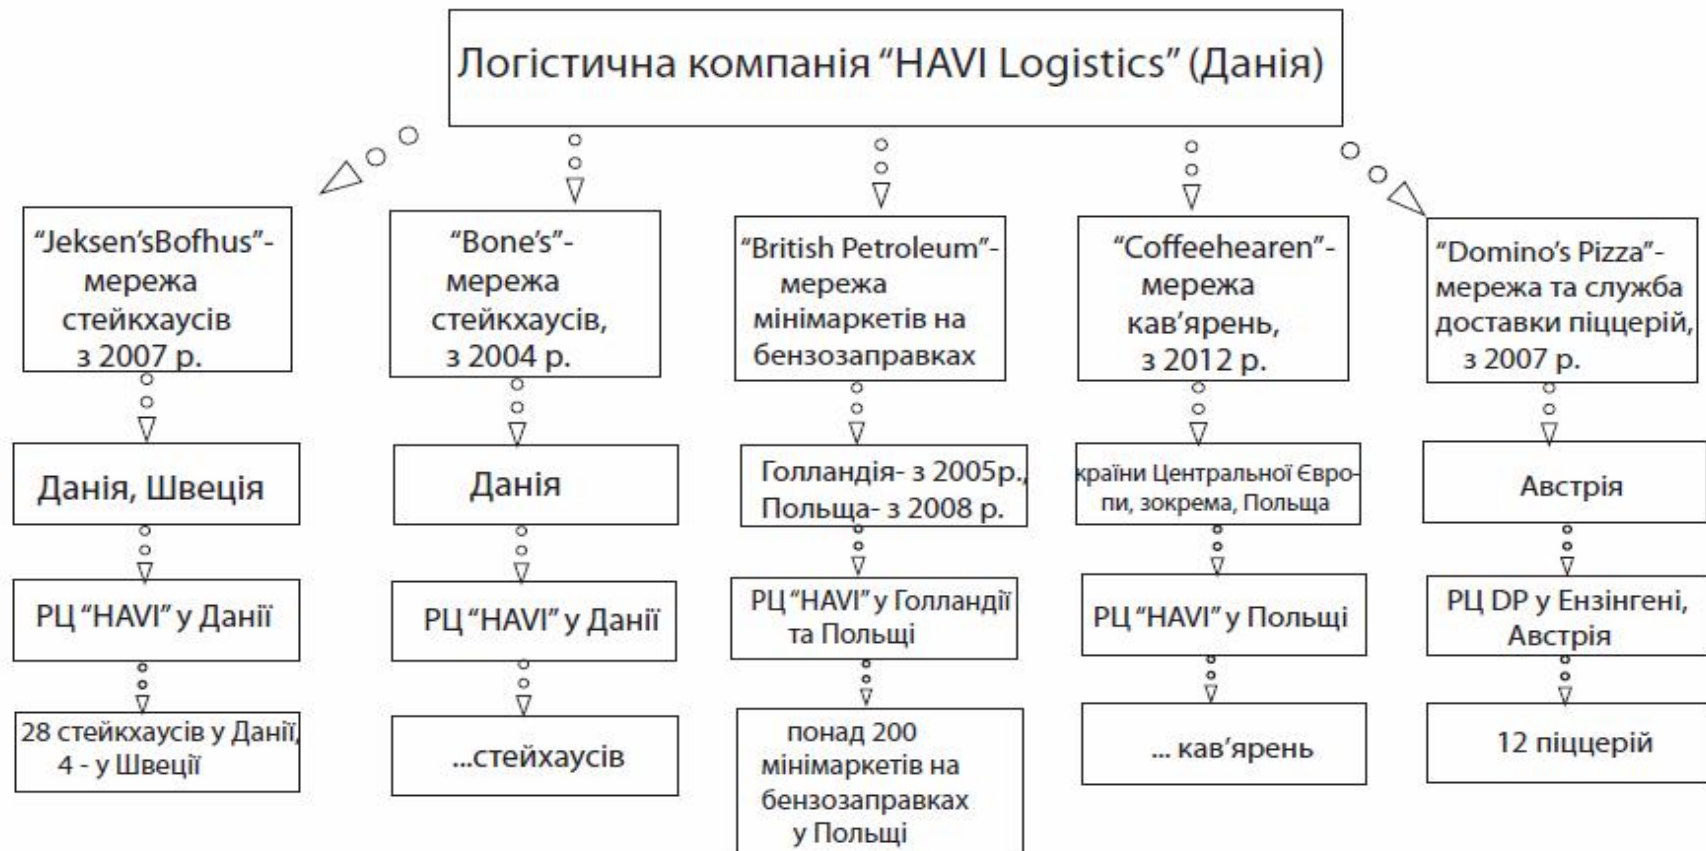 Логістична компанія “HAVI Logistics” (Данія)
“Jeksen'sBofhus”-
мережа
стейкхаусів
з 2007 р.
“Bone's”-
мережа
стейкхаусів,
з 2004 р.
“British Petroleum”-
мережа
мінімаркетів на
бензозаправках
“Coffeehearen”-
мережа
кав'ярень,
з 2012 р.
“Domino's Pizza”-
мережа та служба
доставки піццерій,
з 2007 р.
Данія, Швеція
Данія
Голландія- з 2005р.,
Польща- з 2008 р.
країни Центральної Євро-
пи, зокрема, Польща
Австрія
РЦ “HAVI” у Данії
РЦ “HAVI” у Данії
РЦ “HAVI” у Голландії
та Польщі
РЦ “HAVI” у Польщі
РЦ DP у Ензінгені,
Австрія
28 стейкхаусів у Данії,
4 - у Швеції
...стейхаусів
понад 200
мінімаркетів на
бензозаправках
у Польщі
... кав'ярень
12 піццерій